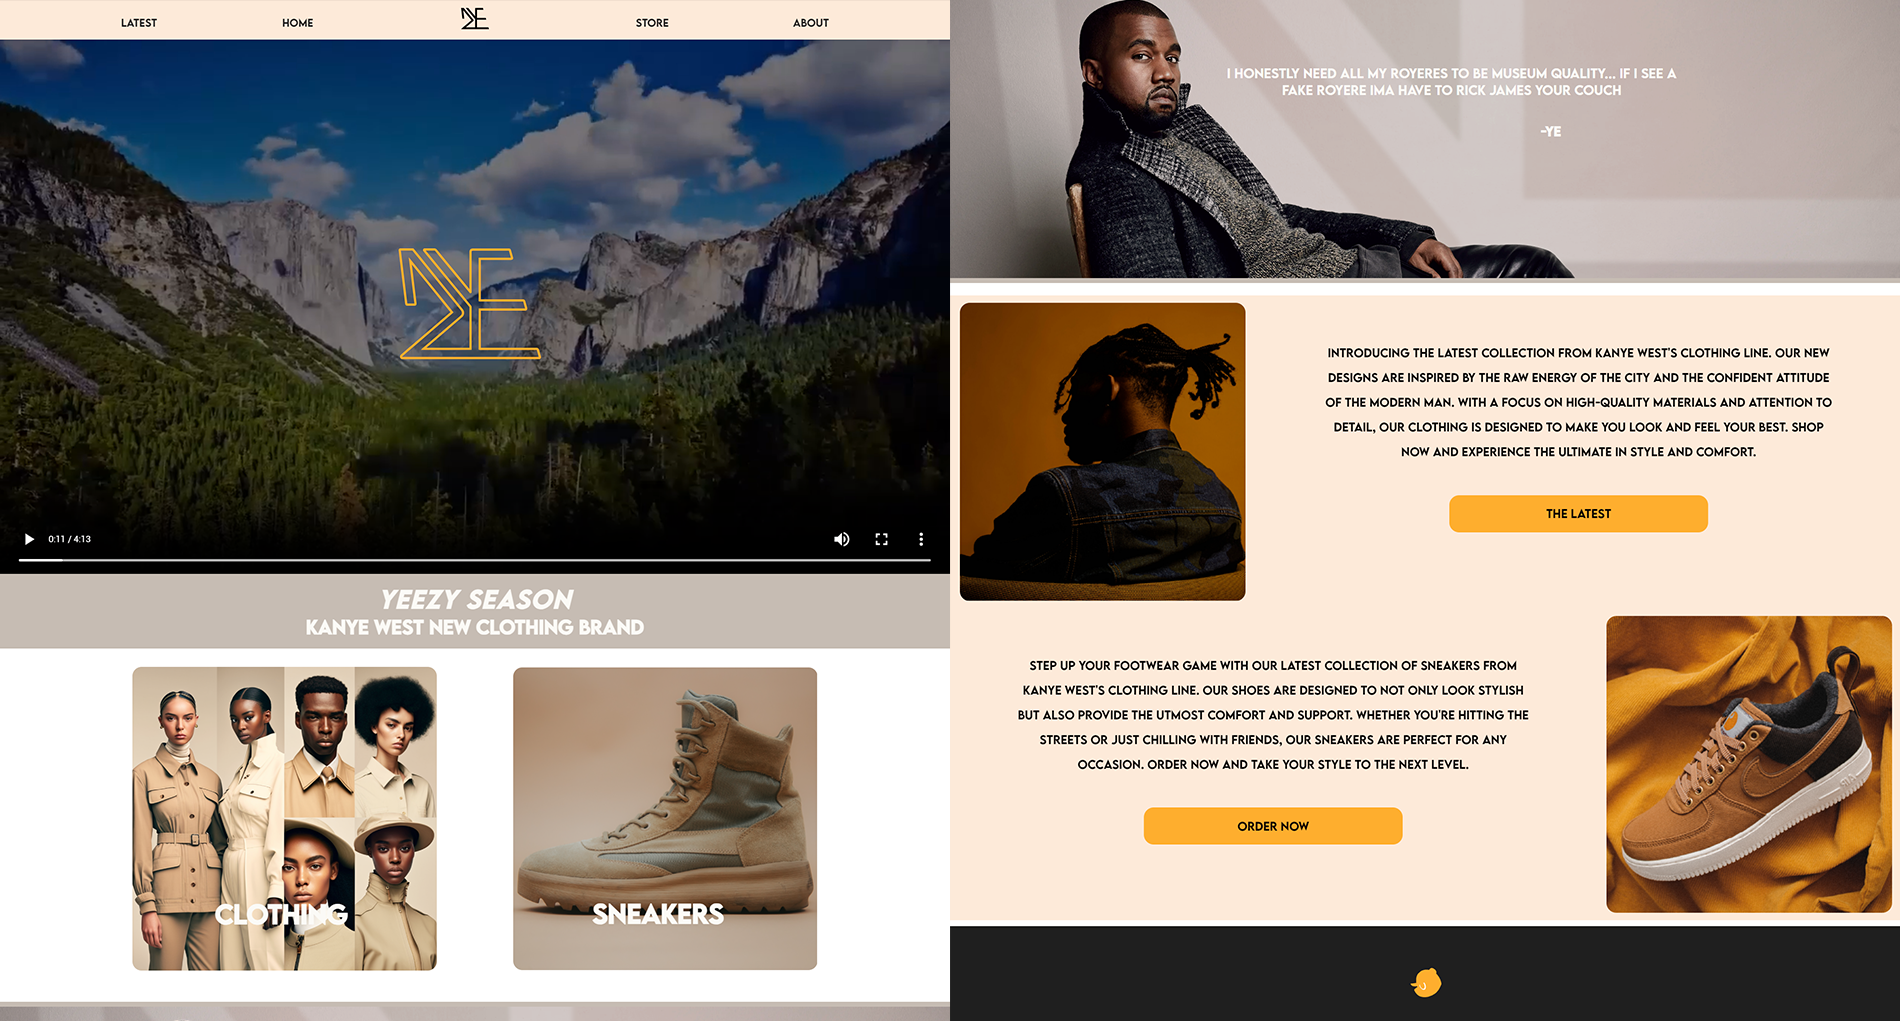 LATEST
HOME
YE
STORE
ABOUT
0:11 / 4:13
YEEZY SEASON
KANYE WEST NEW CLOTHING BRAND
CLOTHING
SNEAKERS
I HONESTLY NEED ALL MY ROYERES TO BE MUSEUM QUALITY... IF I SEE A
FAKE ROYERE IMA HAVE TO RICK JAMES YOUR COUCH
-YE
INTRODUCING THE LATEST COLLECTION FROM KANYE WEST'S CLOTHING LINE. OUR NEW
DESIGNS ARE INSPIRED BY THE RAW ENERGY OF THE CITY AND THE CONFIDENT ATTITUDE
OF THE MODERN MAN. WITH A FOCUS ON HIGH-QUALITY MATERIALS AND ATTENTION TO
DETAIL, OUR CLOTHING IS DESIGNED TO MAKE YOU LOOK AND FEEL YOUR BEST. SHOP
NOW AND EXPERIENCE THE ULTIMATE IN STYLE AND COMFORT.
THE LATEST
STEP UP YOUR FOOTWEAR GAME WITH OUR LATEST COLLECTION OF SNEAKERS FROM
KANYE WEST'S CLOTHING LINE. OUR SHOES ARE DESIGNED TO NOT ONLY LOOK STYLISH
BUT ALSO PROVIDE THE UTMOST COMFORT AND SUPPORT. WHETHER YOU'RE HITTING THE
STREETS OR JUST CHILLING WITH FRIENDS, OUR SNEAKERS ARE PERFECT FOR ANY
OCCASION. ORDER NOW AND TAKE YOUR STYLE TO THE NEXT LEVEL.
ORDER NOW